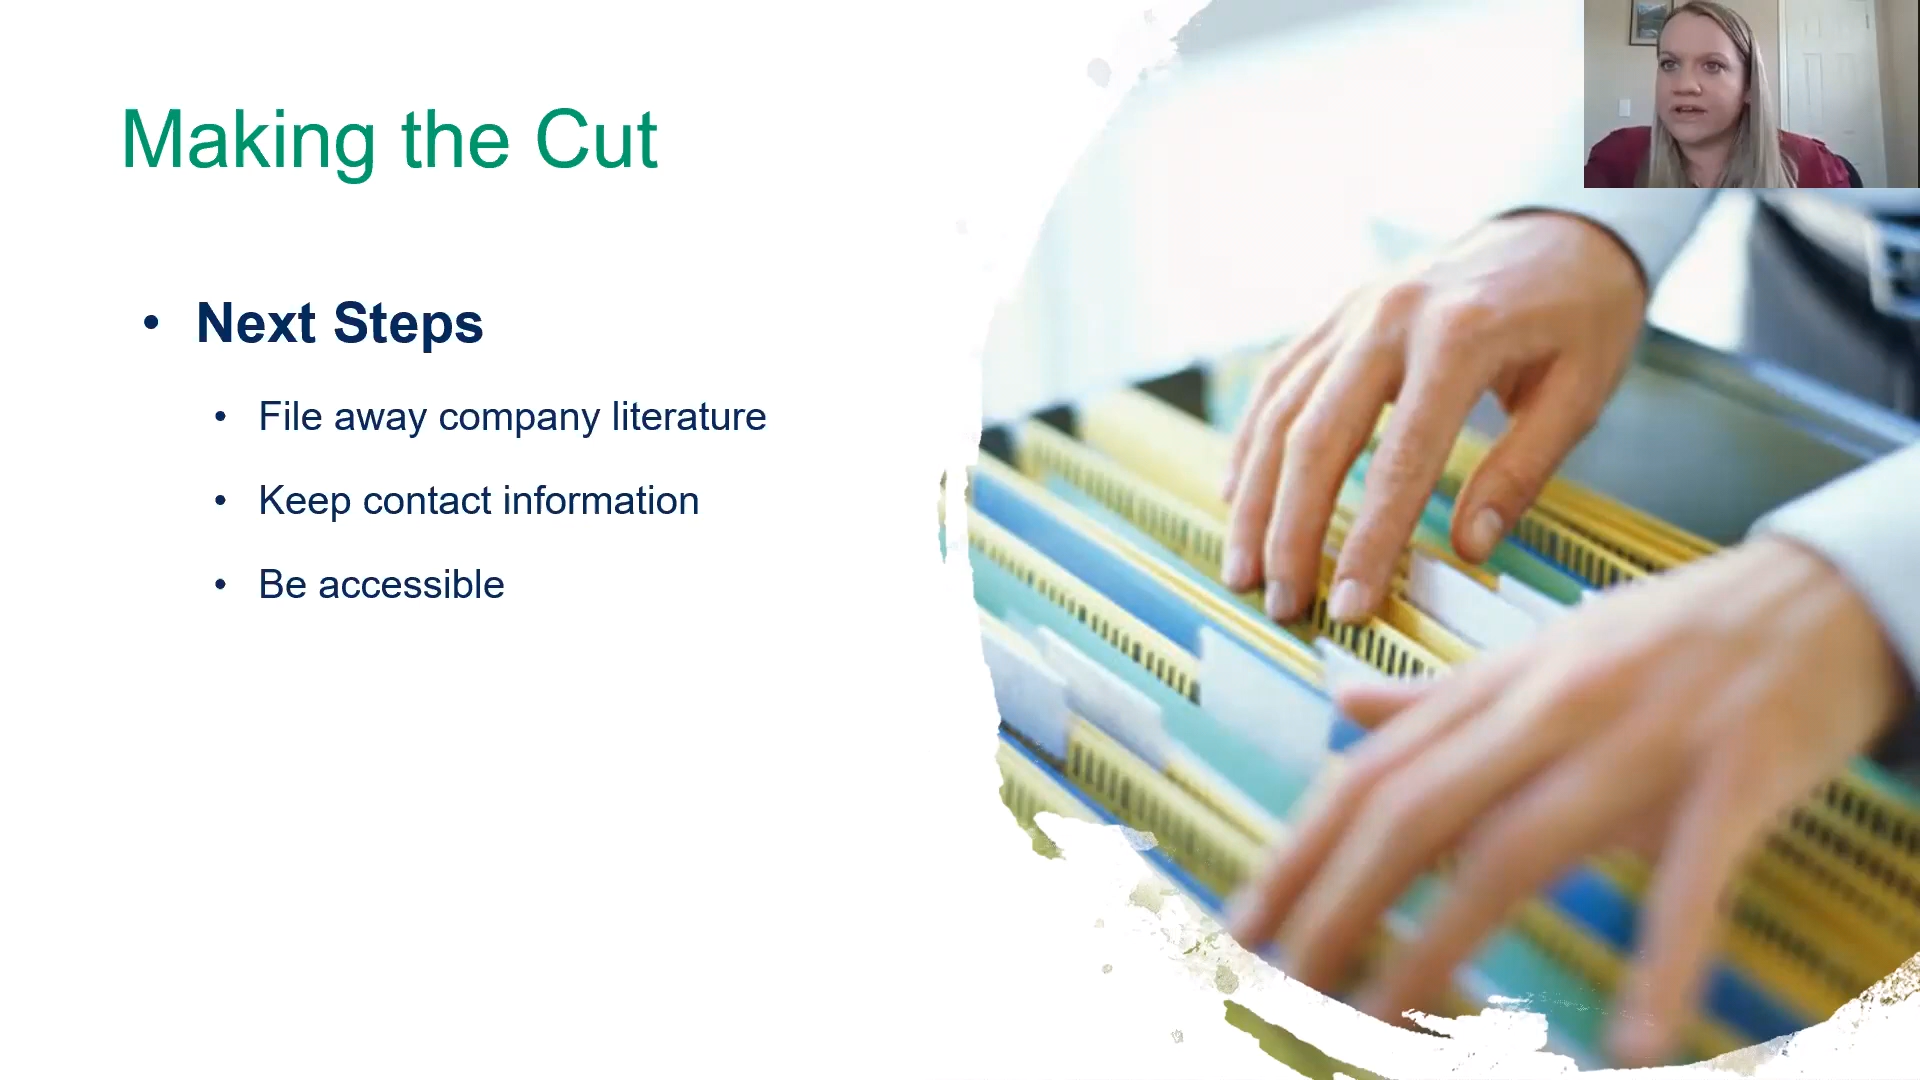 Making the Cut
• Next Steps
• File away company literature
• Keep contact information
• Be accessible